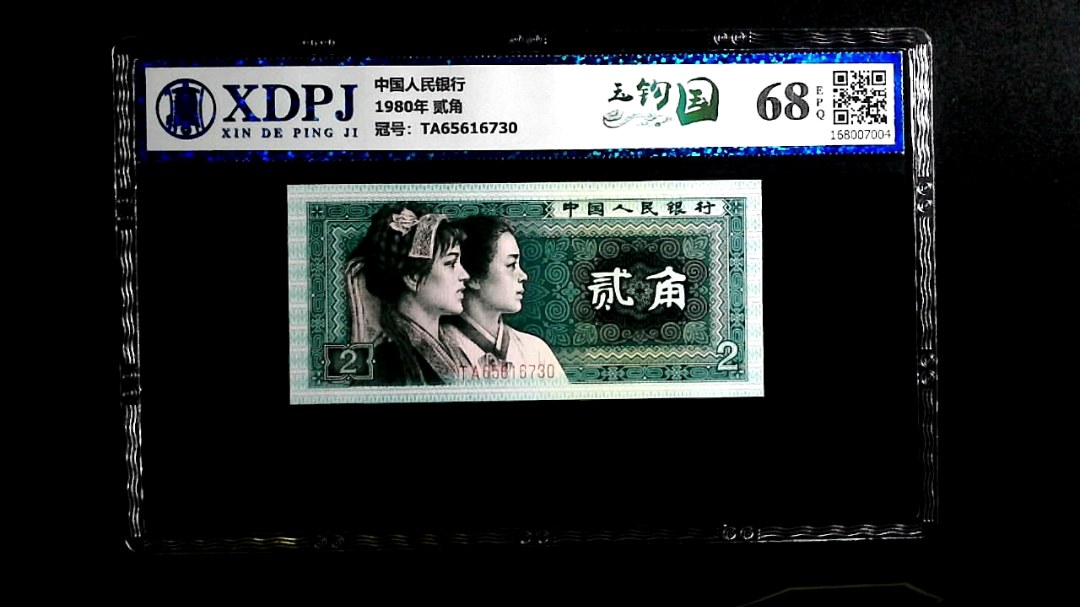 XDPJ
XIN DE PING JI
中国人民银行
1980年 贰角
冠号：TA65616730
玉钩国
68
EPQ
168007004
中国人民银行
贰角
2
2
TA65616730